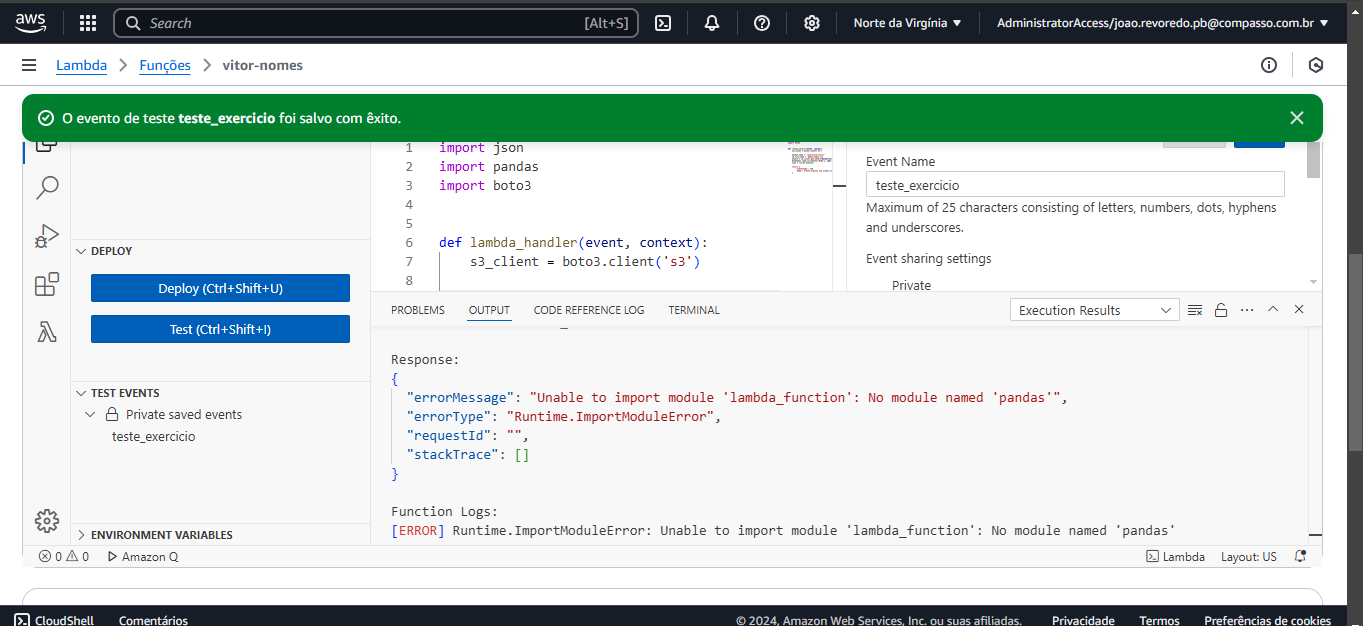 aws Search [Alt+S] Norte da Virgínia ▼ AdministratorAccess/joao.revoredo.pb@compasso.com.br ▼
Lambda > Funções > vitor-nomes
O evento de teste teste_exercicio foi salvo com êxito.
1 import json
2 import pandas
3 import boto3
4
5
6 def lambda_handler(event, context):
7 s3_client = boto3.client('s3')
8
Event Name
teste_exercicio
Maximum of 25 characters consisting of letters, numbers, dots, hyphens
and underscores.
Event sharing settings
Private
DEPLOY
Deploy (Ctrl+Shift+U)
Test (Ctrl+Shift+I)
TEST EVENTS
Private saved events
teste_exercicio
ENVIRONMENT VARIABLES
PROBLEMS OUTPUT CODE REFERENCE LOG TERMINAL Execution Results
Response:
{
"errorMessage": "Unable to import module 'lambda_function': No module named 'pandas'",
"errorType": "Runtime.ImportModuleError",
"requestId": "",
"stackTrace": []
}
Function Logs:
[ERROR] Runtime.ImportModuleError: Unable to import module 'lambda_function': No module named 'pandas'
0 0 Amazon Q Lambda Layout: US
CloudShell Comentários © 2024, Amazon Web Services, Inc. ou suas afiliadas. Privacidade Termos Preferências de cookies